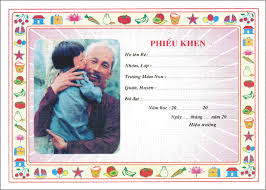 PHIẾU KHEN
Họ tên Bé:
Nhóm, Lớp:
Trường Mầm Non:
Quận, Huyện:
Đã đạt
Năm học: 20 20
Ngày tháng năm 20
Hiệu trưởng